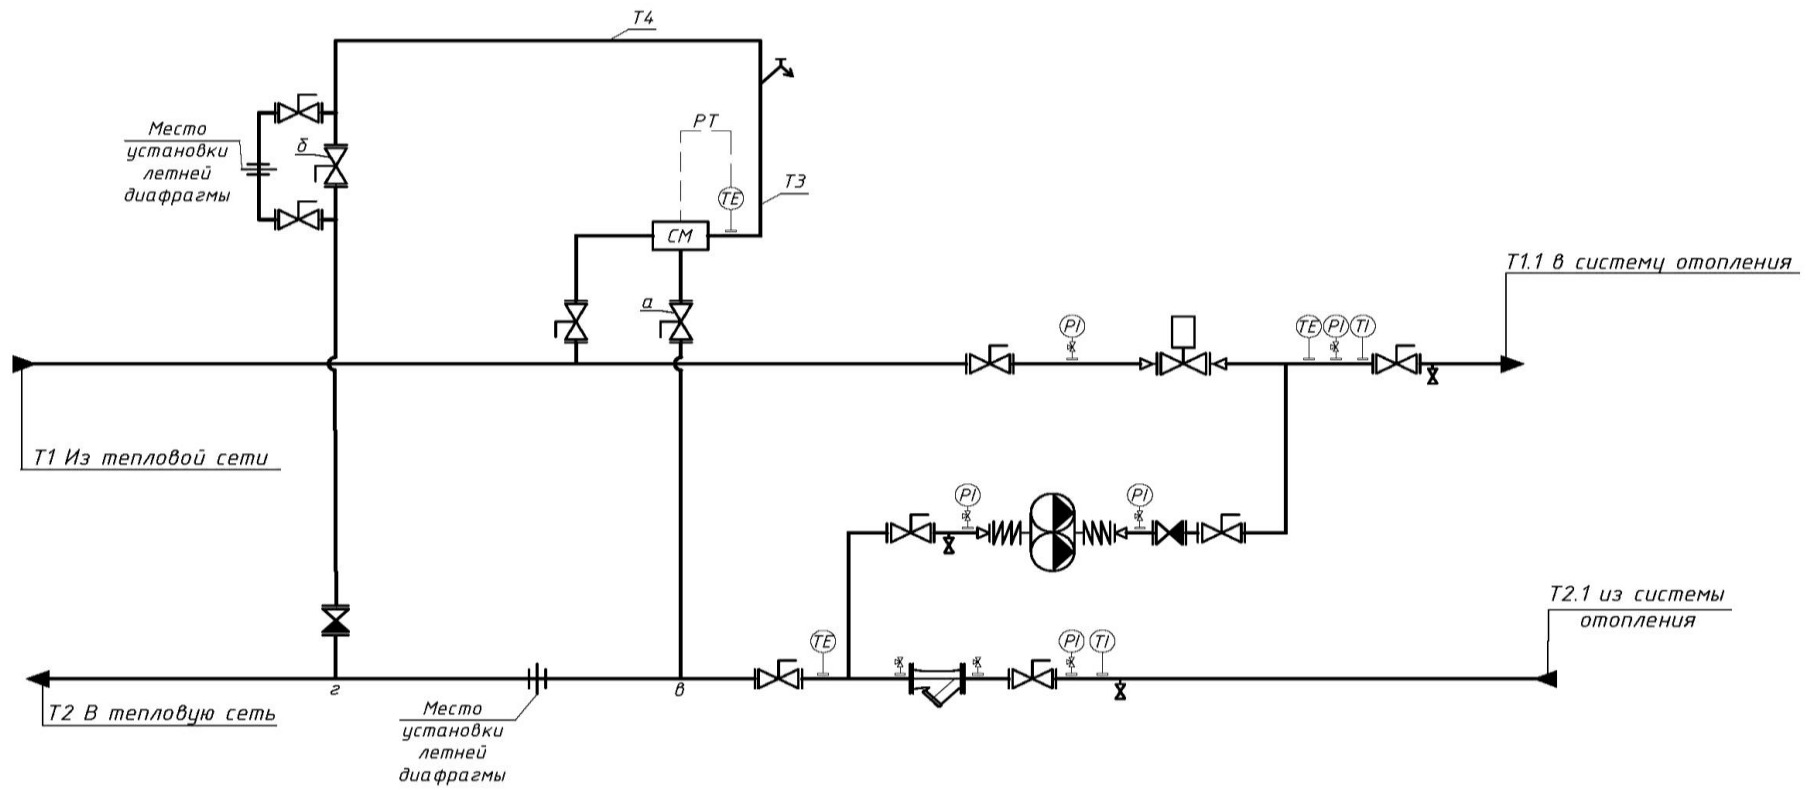 Т4
Место
установки
летней
диафрагмы
б
РТ
ТЕ
Т3
СМ
а
Т1.1 в систему отопления
PI
ТЕ
PI
TI
Т1 Из тепловой сети
PI
PI
Т2.1 из системы
отопления
ТЕ
PI
TI
г
в
Т2 В тепловую сеть
Место
установки
летней
диафрагмы